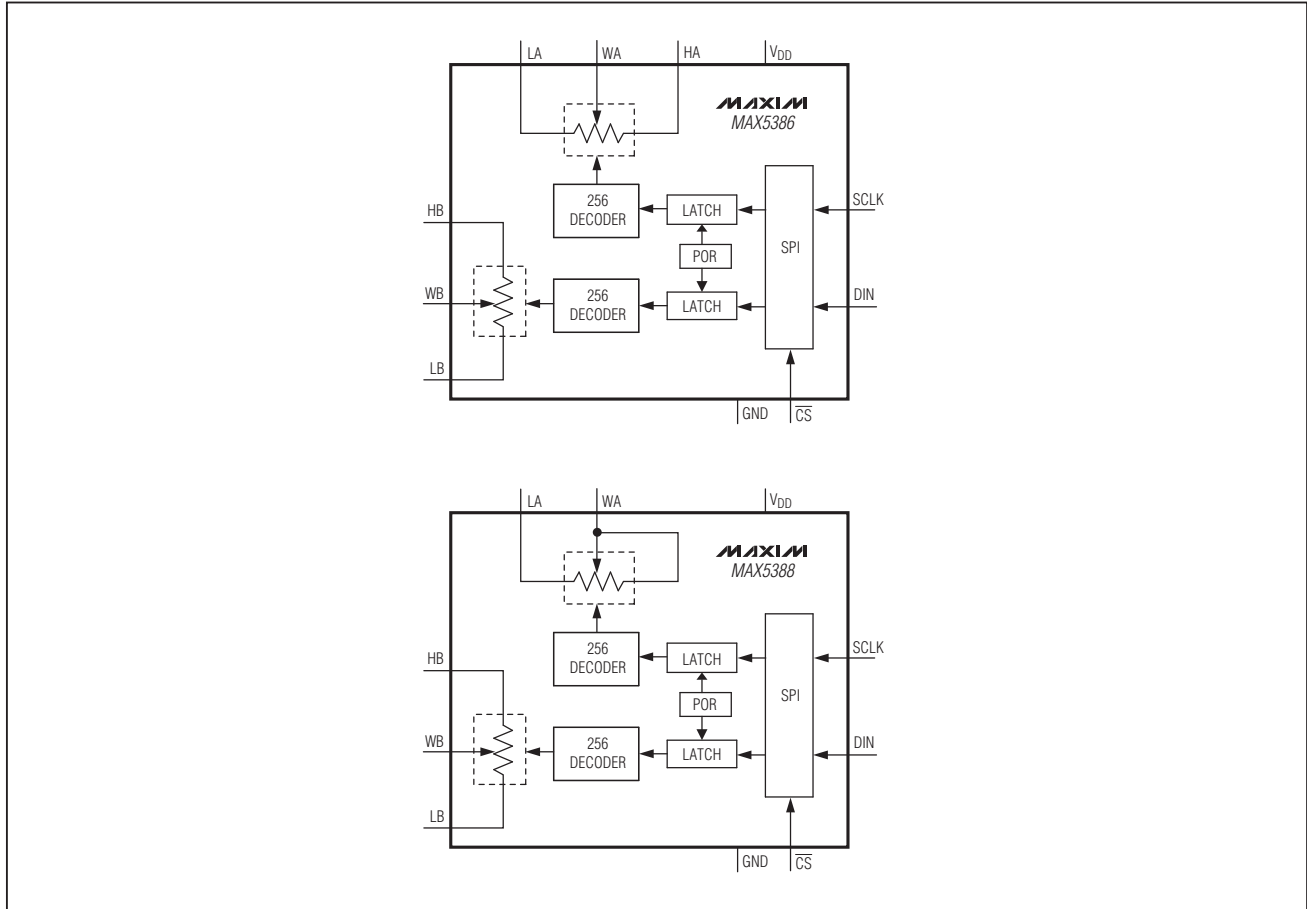 LA WA HA VDD
MAXIM
MAX5386
256
DECODER
LATCH
SCLK
HB
POR
SPI
WB
256
DECODER
LATCH
DIN
LB
GND CS
LA WA VDD
MAXIM
MAX5388
256
DECODER
LATCH
SCLK
HB
POR
SPI
WB
256
DECODER
LATCH
DIN
LB
GND CS